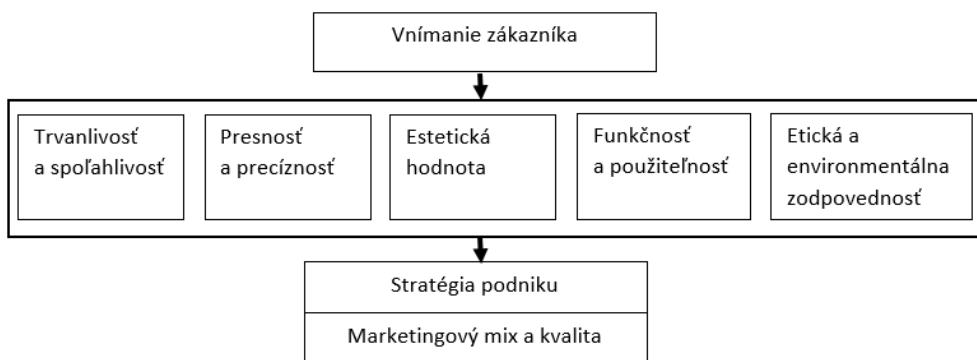 Vnímanie zákazníka
Trvanlivosť
a spoľahlivosť
Presnosť
a precíznosť
Estetická
hodnota
Funkčnosť
a použiteľnosť
Etická a
environmentálna
zodpovednosť
Stratégia podniku
Marketingový mix a kvalita